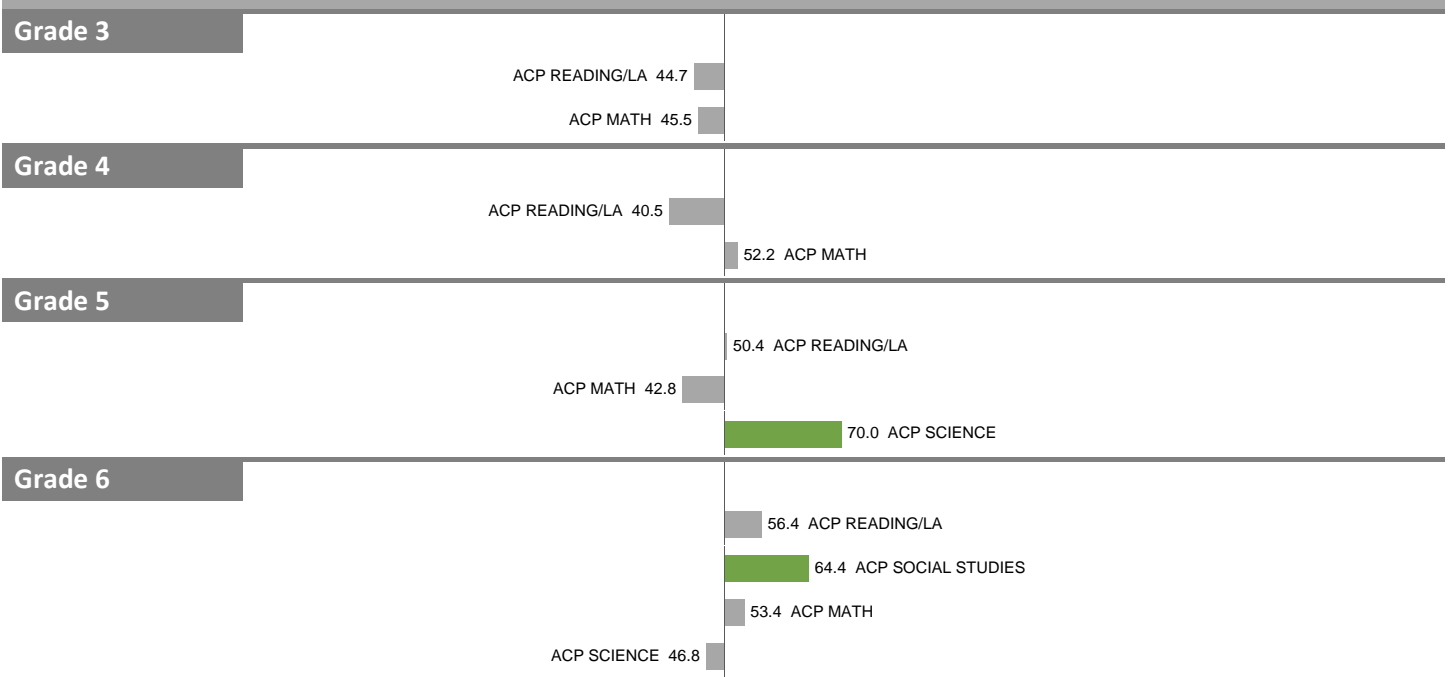 Grade 3
ACP READING/LA 44.7
ACP MATH 45.5
Grade 4
ACP READING/LA 40.5
52.2 ACP MATH
Grade 5
50.4 ACP READING/LA
ACP MATH 42.8
70.0 ACP SCIENCE
Grade 6
56.4 ACP READING/LA
64.4 ACP SOCIAL STUDIES
53.4 ACP MATH
ACP SCIENCE 46.8